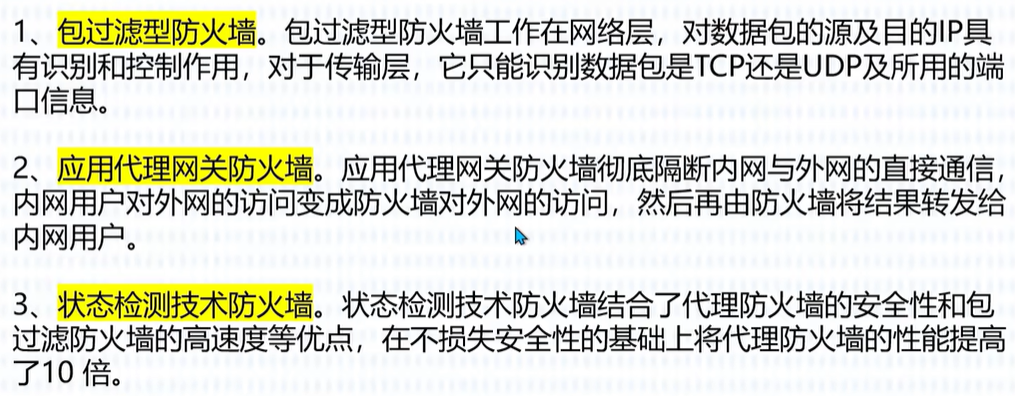 1、包过滤型防火墙。包过滤型防火墙工作在网络层，对数据包的源及目的IP具
有识别和控制作用，对于传输层，它只能识别数据包是TCP还是UDP及所用的端
口信息。
2、应用代理网关防火墙。应用代理网关防火墙彻底隔断内网与外网的直接通信，
内网用户对外网的访问变成防火墙对外网的访问，然后再由防火墙将结果转发给
内网用户。
3、状态检测技术防火墙。状态检测技术防火墙结合了代理防火墙的安全性和包
过滤防火墙的高速度等优点，在不损失安全性的基础上将代理防火墙的性能提高
了10 倍。